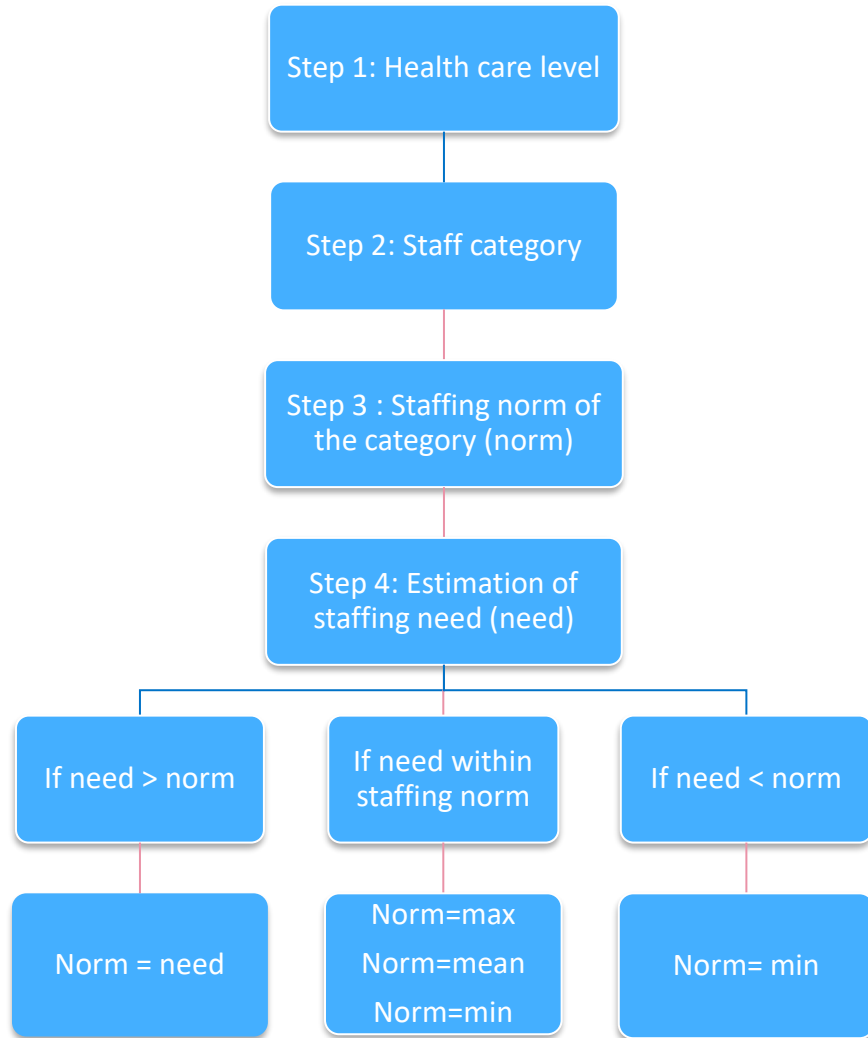 Step 1: Health care level
Step 2: Staff category
Step 3 : Staffing norm of
the category (norm)
Step 4: Estimation of
staffing need (need)
If need > norm
If need within
staffing norm
If need < norm
Norm = need
Norm=max
Norm=mean
Norm=min
Norm= min